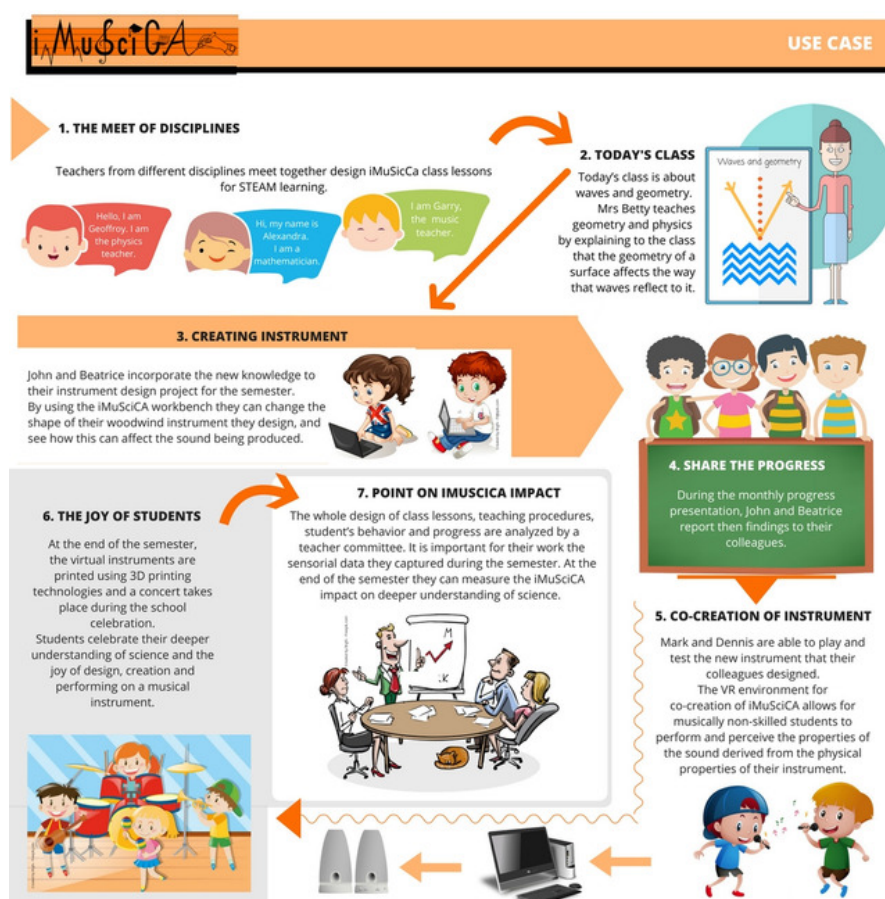 iMuSciCA
USE CASE
1. THE MEET OF DISCIPLINES
Teachers from different disciplines meet together design iMuSicCa class lessons
for STEAM learning.
Hello, I am
Geoffroy. I am
the physics
teacher.
Hi, my name is
Alexandra.
I am a
mathematician.
I am Garry,
the music
teacher.
2. TODAY'S CLASS
Today's class is about
waves and geometry.
Mrs Betty teaches
geometry and physics
by explaining to the class
that the geometry of a
surface affects the way
that waves reflect to it.
Waves and geometry
3. CREATING INSTRUMENT
John and Beatrice incorporate the new knowledge to
their instrument design project for the semester.
By using the iMuSciCA workbench they can change the
shape of their woodwind instrument they design, and
see how this can affect the sound being produced.
4. SHARE THE PROGRESS
During the monthly progress
presentation, John and Beatrice
report then findings to their
colleagues.
5. CO-CREATION OF INSTRUMENT
Mark and Dennis are able to play and
test the new instrument that their
colleagues designed.
The VR environment for
co-creation of iMuSciCA allows for
musically non-skilled students to
perform and perceive the properties of
the sound derived from the physical
properties of their instrument.
6. THE JOY OF STUDENTS
At the end of the semester,
the virtual instruments are
printed using 3D printing
technologies and a concert takes
place during the school
celebration.
Students celebrate their deeper
understanding of science and the
joy of design, creation and
performing on a musical
instrument.
7. POINT ON IMUSCICA IMPACT
The whole design of class lessons, teaching procedures,
student's behavior and progress are analyzed by a
teacher committee. It is important for their work the
sensorial data they captured during the semester. At the
end of the semester they can measure the iMuSciCA
impact on deeper understanding of science.
M
:K